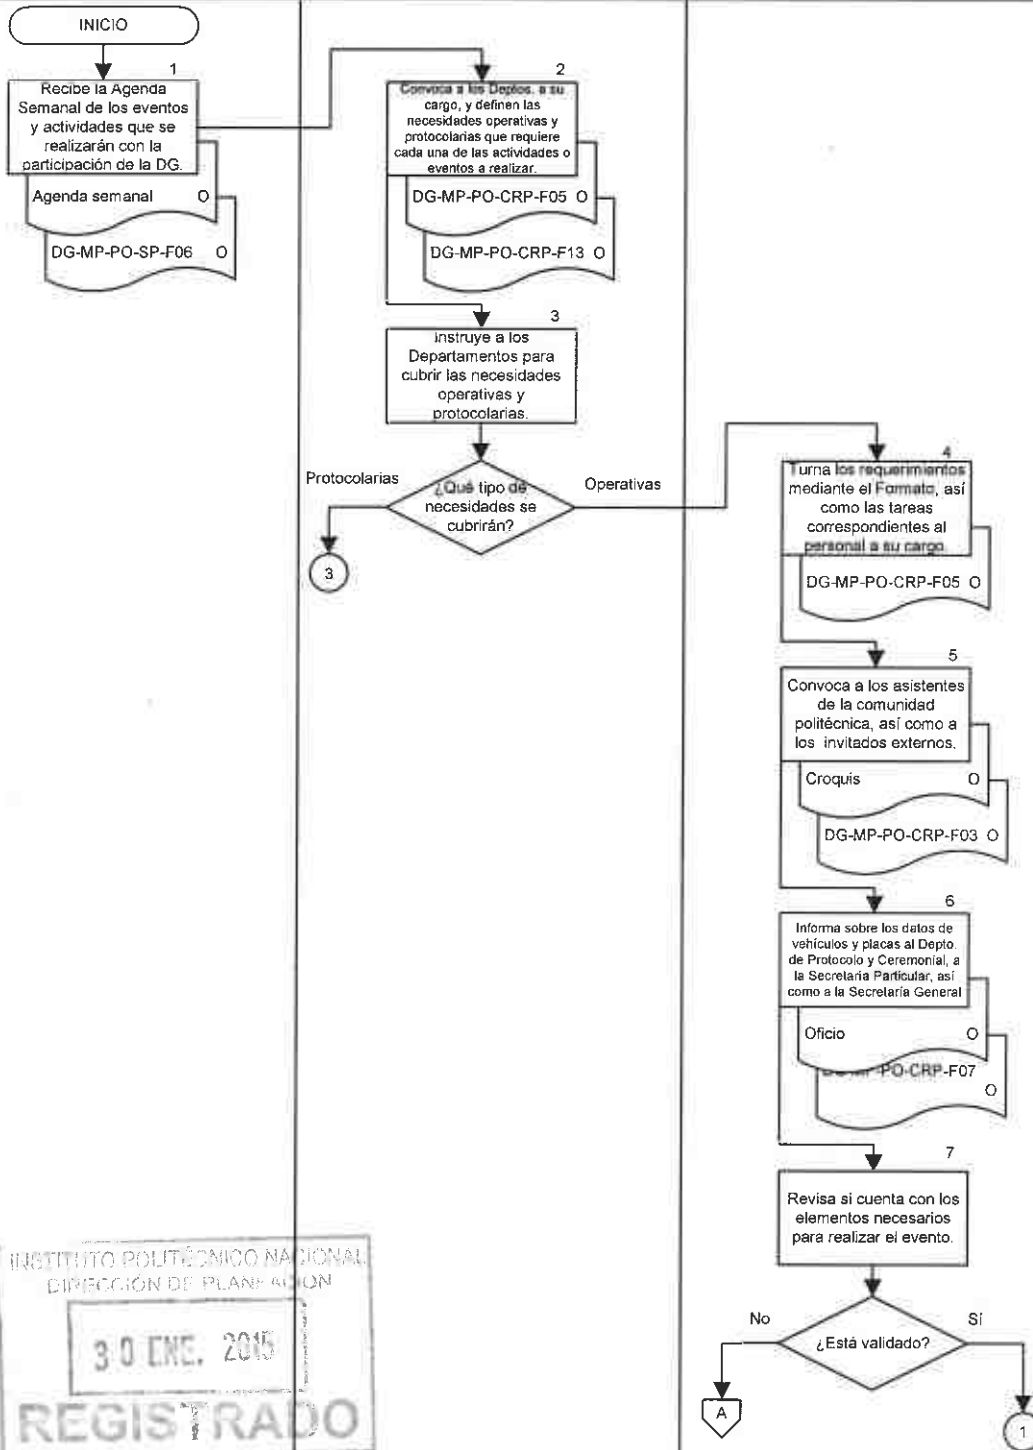 INICIO
1
Recibe la Agenda
Semanal de los eventos
y actividades que se
realizarán con la
participación de la DG.
Agenda semanal O
DG-MP-PO-SP-F06 O
2
Convoca a los Deptos. a su
cargo, y definen las
necesidades operativas y
protocolarias que requiere
cada una de las actividades o
eventos a realizar.
DG-MP-PO-CRP-F05 O
DG-MP-PO-CRP-F13 O
3
Instruye a los
Departamentos para
cubrir las necesidades
operativas y
protocolarias.
Protocolarias
¿Qué tipo de
necesidades se
cubrirán?
Operativas
3
4
Turna los requerimientos
mediante el Formato, así
como las tareas
correspondientes al
personal a su cargo.
DG-MP-PO-CRP-F05 O
5
Convoca a los asistentes
de la comunidad
politécnica, así como a
los invitados externos.
Croquis O
DG-MP-PO-CRP-F03 O
6
Informa sobre los datos de
vehículos y placas al Depto.
de Protocolo y Ceremonial, a
la Secretaría Particular, así
como a la Secretaría General
Oficio O
DG-MP-PO-CRP-F07
O
7
Revisa si cuenta con los
elementos necesarios
para realizar el evento.
No
¿Está validado?
Sí
A
1
INSTITUTO POLITÉCNICO NACIONAL
DIRECCIÓN DE PLANEACIÓN
30 ENE. 2015
REGISTRADO